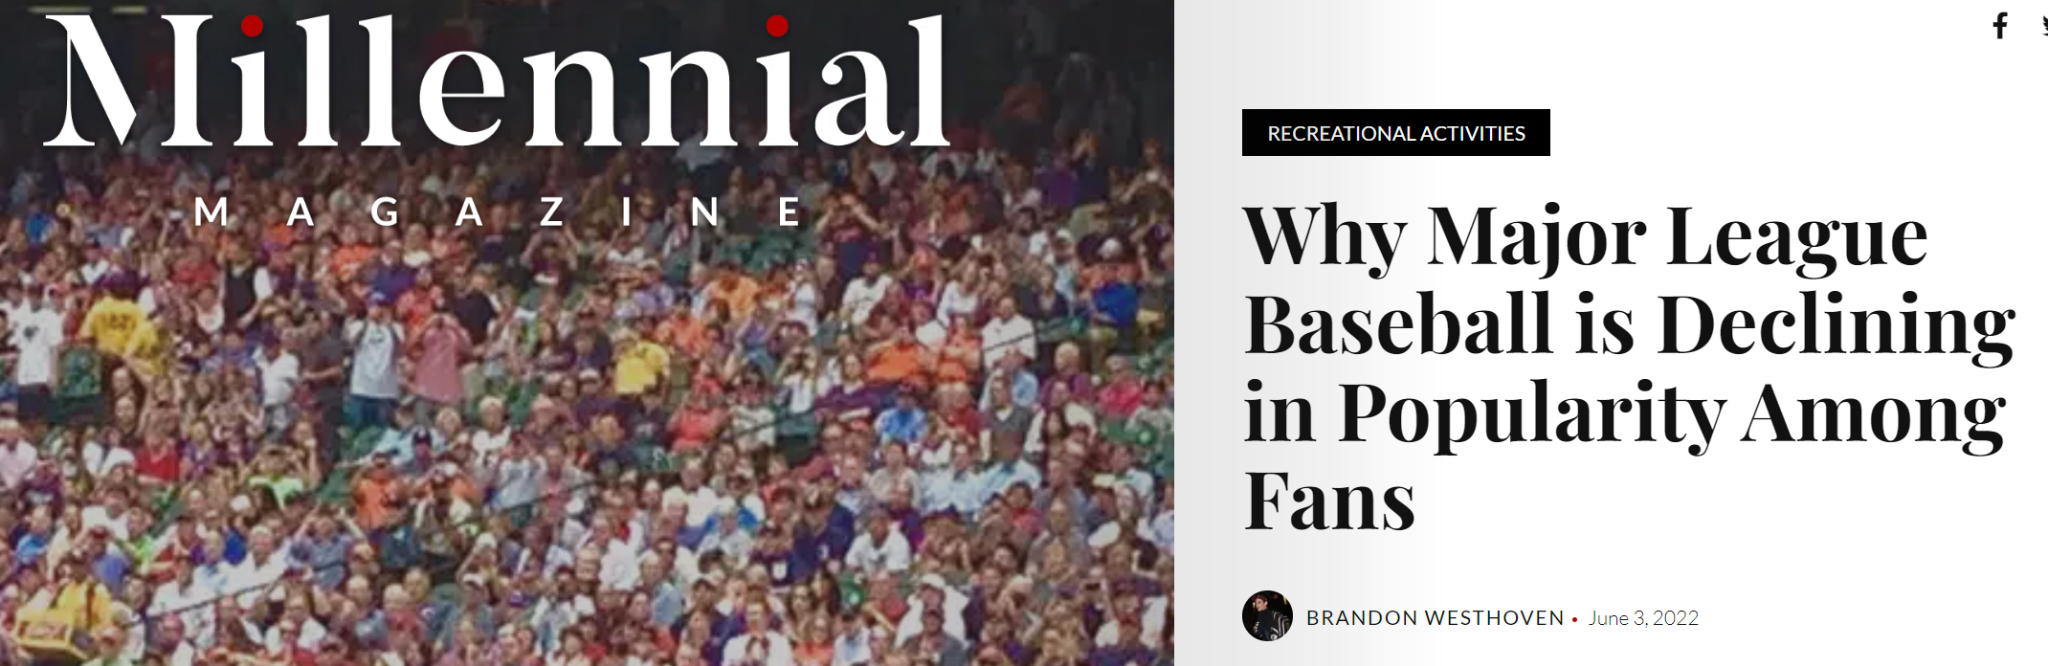 Millennial
MAGAZINE
RECREATIONAL ACTIVITIES
Why Major League
Baseball is Declining
in Popularity Among
Fans
BRANDON WESTHOVEN • June 3, 2022